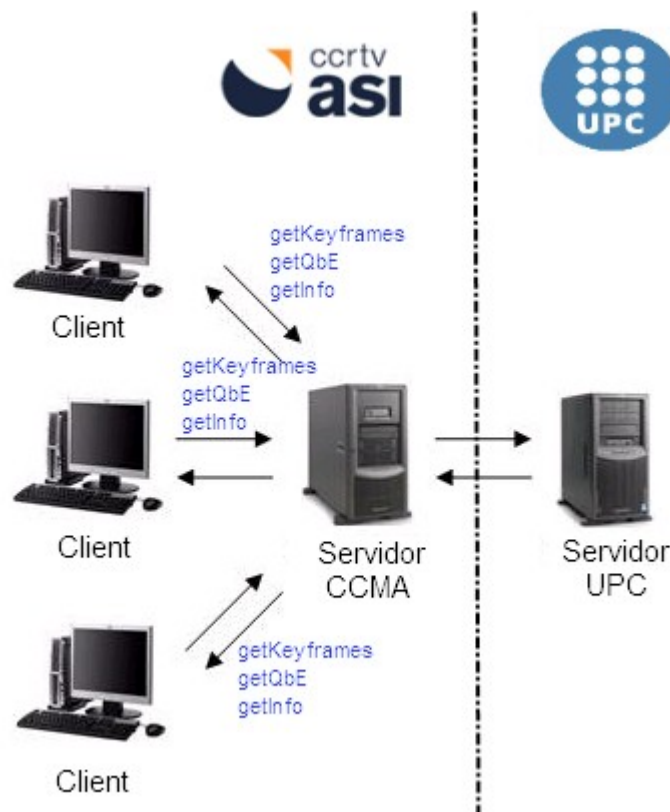 ccrtv
asi
UPC
getKeyframes
getQbE
getInfo
Client
getKeyframes
getQbE
getInfo
Client
Servidor
CCMA
Servidor
UPC
getKeyframes
getQbE
getInfo
Client